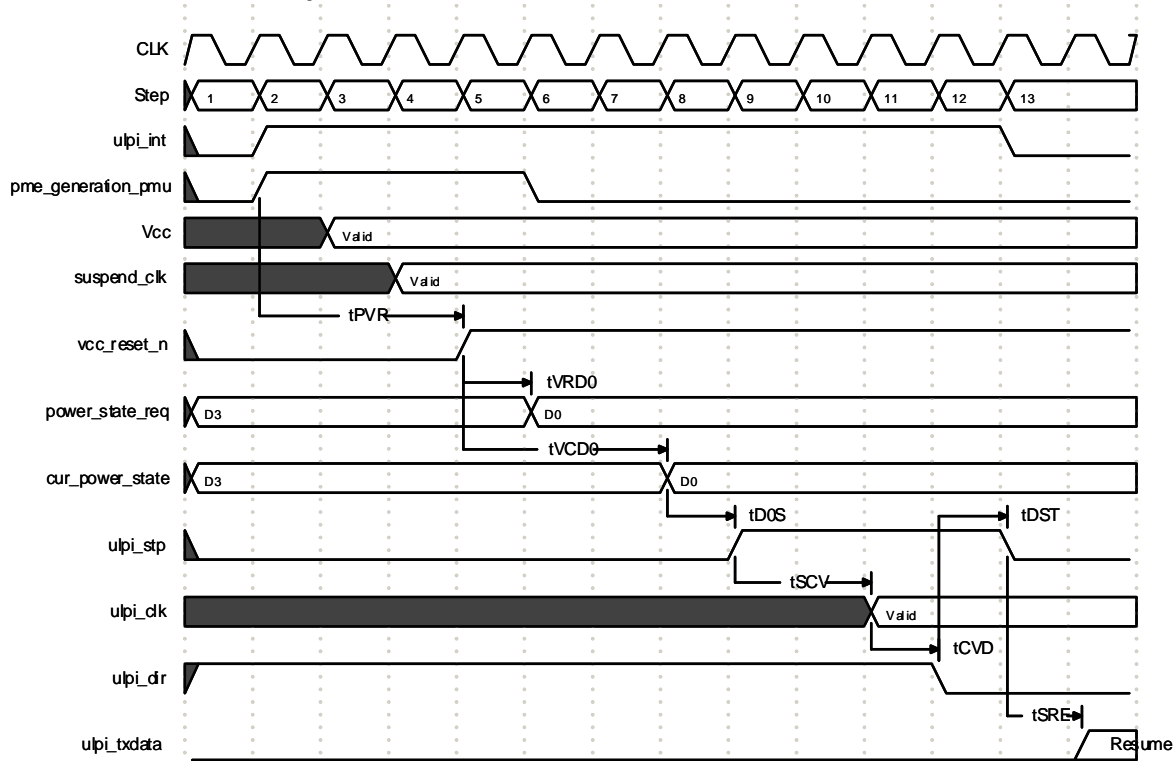 CLK
Step 1 2 3 4 5 6 7 8 9 10 11 12 13
ulpi_int
pme_generation_pmu
Vcc Valid
suspend_clk Valid
tPVR
vcc_reset_n
tVRD0
power_state_req D3 D0
tVCD0
cur_power_state D3 D0
tD0S tDST
ulpi_stp
tSCV
ulpi_clk Valid
tCVD
ulpi_dir
tSRE
ulpi_txdata Resume